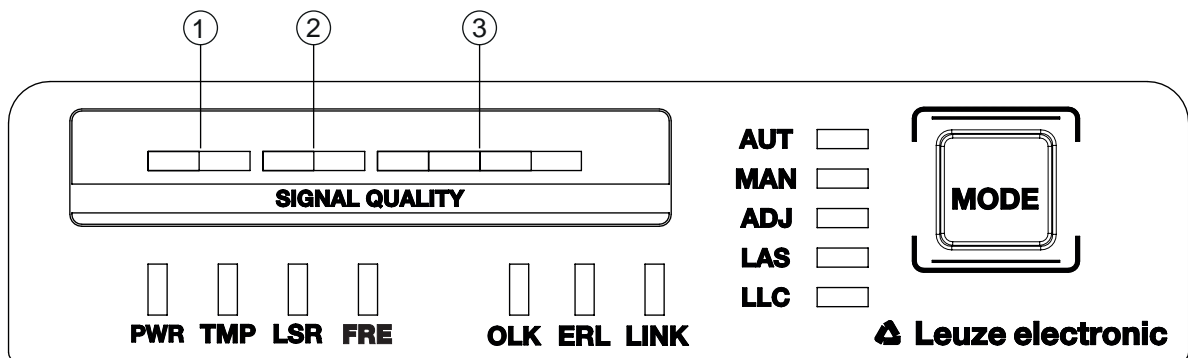 1 2 3
SIGNAL QUALITY
PWR TMP LSR FRE OLK ERL LINK
AUT
MAN
ADJ
LAS
LLC
MODE
Leuze electronic